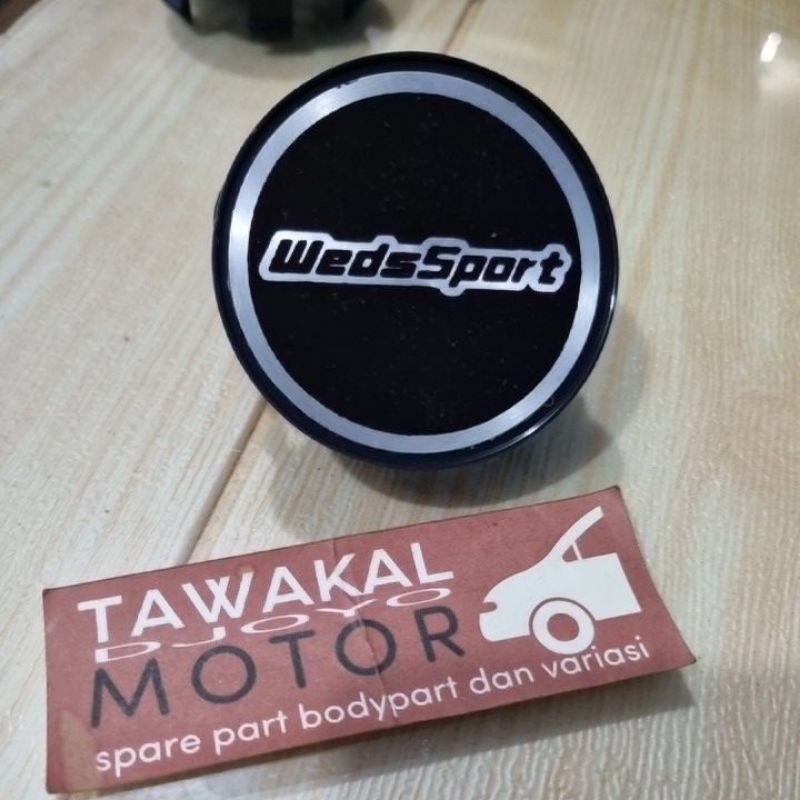 WedsSport
TAWAKAL
DJOYO
MOTOR
spare part bodypart dan variasi